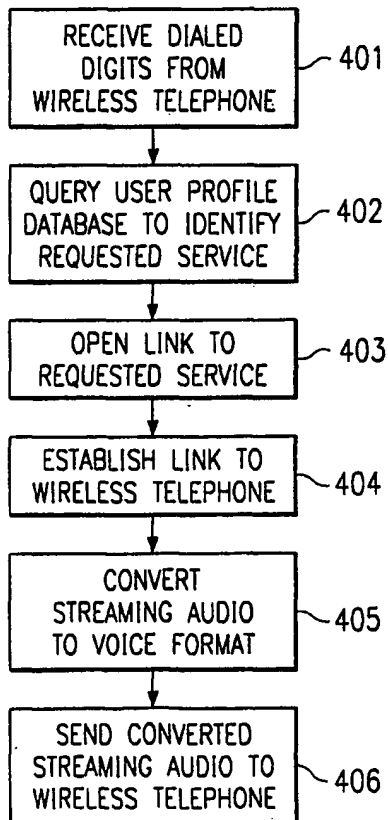 RECEIVE DIALED
DIGITS FROM
WIRELESS TELEPHONE
401
QUERY USER PROFILE
DATABASE TO IDENTIFY
REQUESTED SERVICE
402
OPEN LINK TO
REQUESTED SERVICE
403
ESTABLISH LINK TO
WIRELESS TELEPHONE
404
CONVERT
STREAMING AUDIO
TO VOICE FORMAT
405
SEND CONVERTED
STREAMING AUDIO TO
WIRELESS TELEPHONE
406